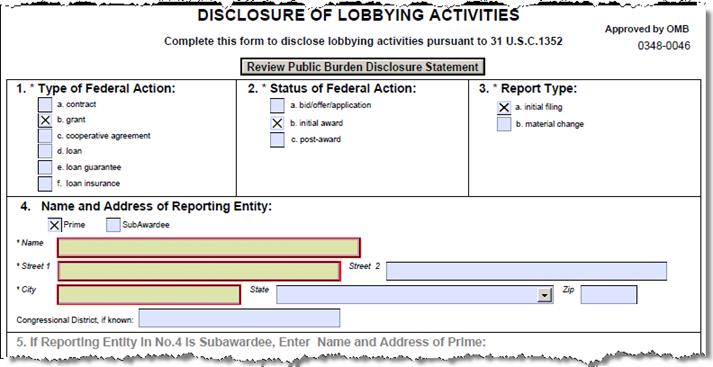 DISCLOSURE OF LOBBYING ACTIVITIES
Complete this form to disclose lobbying activities pursuant to 31 U.S.C.1352
Approved by OMB
0348-0046
Review Public Burden Disclosure Statement
1. * Type of Federal Action:
a. contract
b. grant
c. cooperative agreement
d. loan
e. loan guarantee
f. loan insurance
2. * Status of Federal Action:
a. bid/offer/application
b. initial award
c. post-award
3. * Report Type:
a. initial filing
b. material change
4. Name and Address of Reporting Entity:
Prime SubAwardee
* Name
* Street 1 Street 2
* City State Zip
Congressional District, if known:
5. If Reporting Entity in No.4 is Subawardee, Enter Name and Address of Prime: